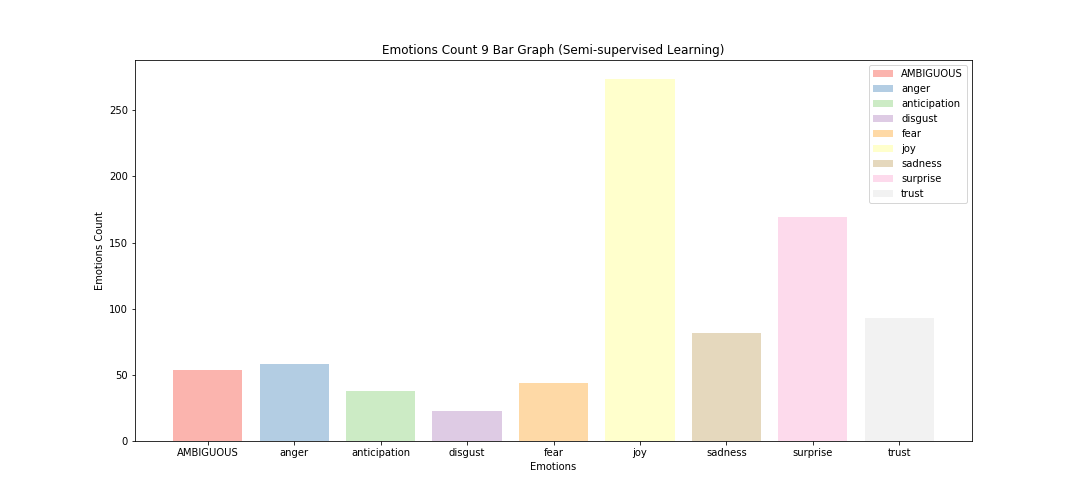 Emotions Count 9 Bar Graph (Semi-supervised Learning)
AMBIGUOUS
anger
anticipation
disgust
fear
joy
sadness
surprise
trust
Emotions Count
250
200
150
100
50
0
AMBIGUOUS anger anticipation disgust fear joy sadness surprise trust
Emotions